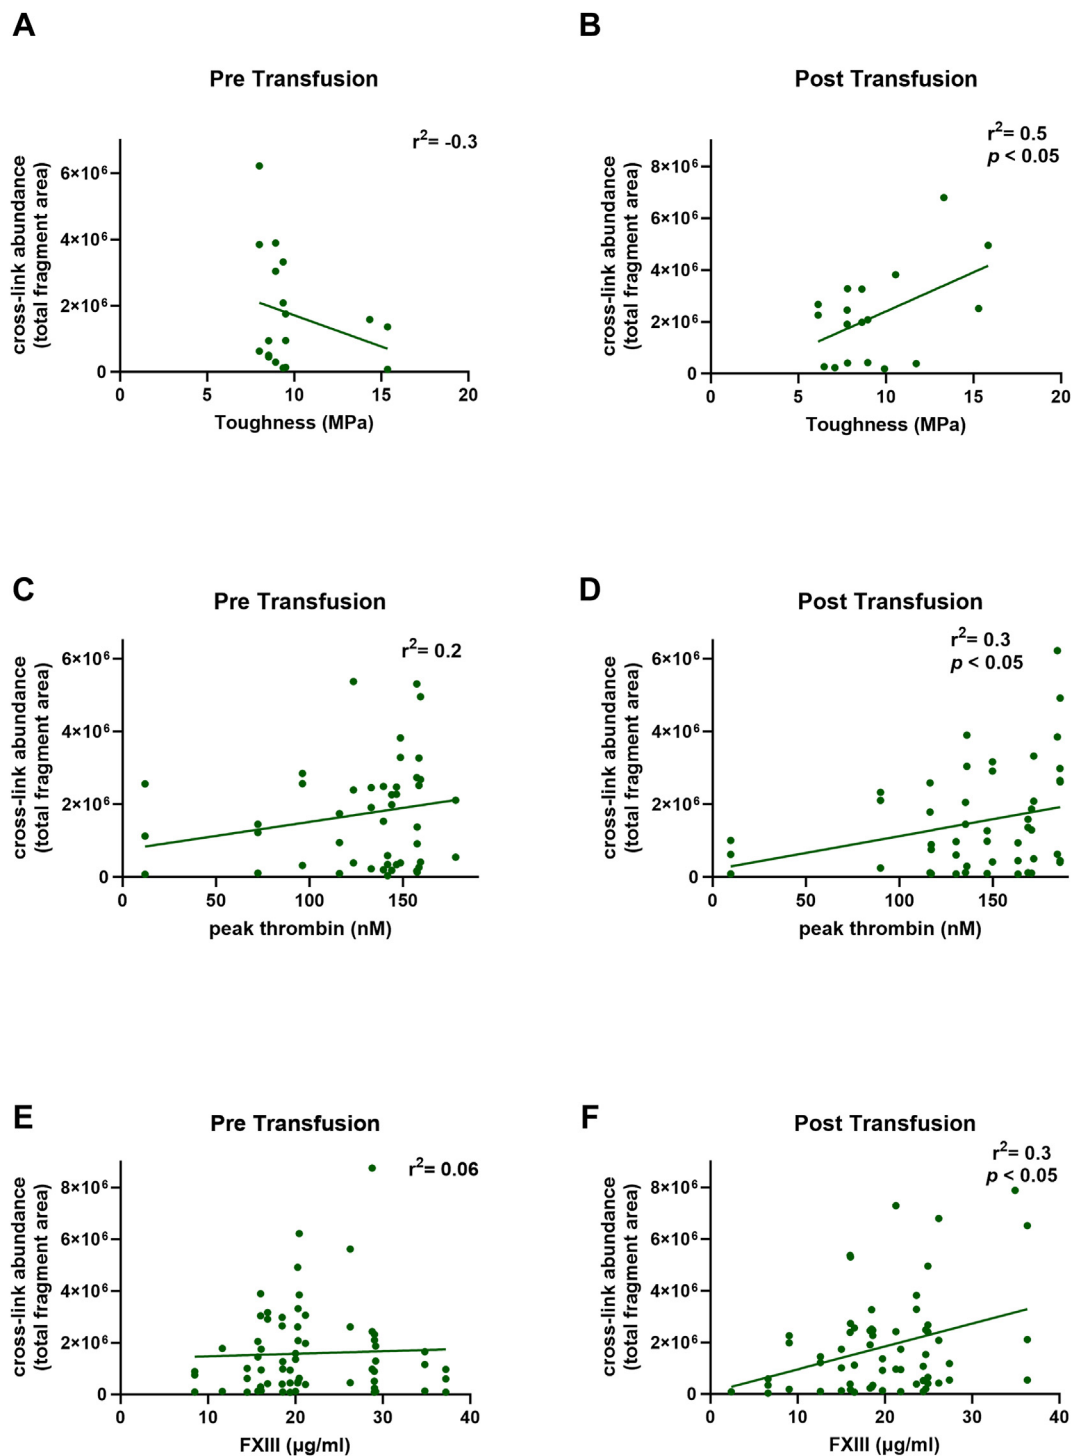 A
Pre Transfusion
r²= -0.3
cross-link abundance
(total fragment area)
6×10⁶
4×10⁶
2×10⁶
0
0 5 10 15 20
Toughness (MPa)
B
Post Transfusion
r²= 0.5
p < 0.05
cross-link abundance
(total fragment area)
8×10⁶
6×10⁶
4×10⁶
2×10⁶
0
0 5 10 15 20
Toughness (MPa)
C
Pre Transfusion
r²= 0.2
cross-link abundance
(total fragment area)
6×10⁶
4×10⁶
2×10⁶
0
0 50 100 150
peak thrombin (nM)
D
Post Transfusion
r²= 0.3
p < 0.05
cross-link abundance
(total fragment area)
6×10⁶
4×10⁶
2×10⁶
0
0 50 100 150
peak thrombin (nM)
E
Pre Transfusion
r²= 0.06
cross-link abundance
(total fragment area)
8×10⁶
6×10⁶
4×10⁶
2×10⁶
0
0 10 20 30 40
FXIII (μg/ml)
F
Post Transfusion
r²= 0.3
p < 0.05
cross-link abundance
(total fragment area)
8×10⁶
6×10⁶
4×10⁶
2×10⁶
0
0 10 20 30 40
FXIII (μg/ml)